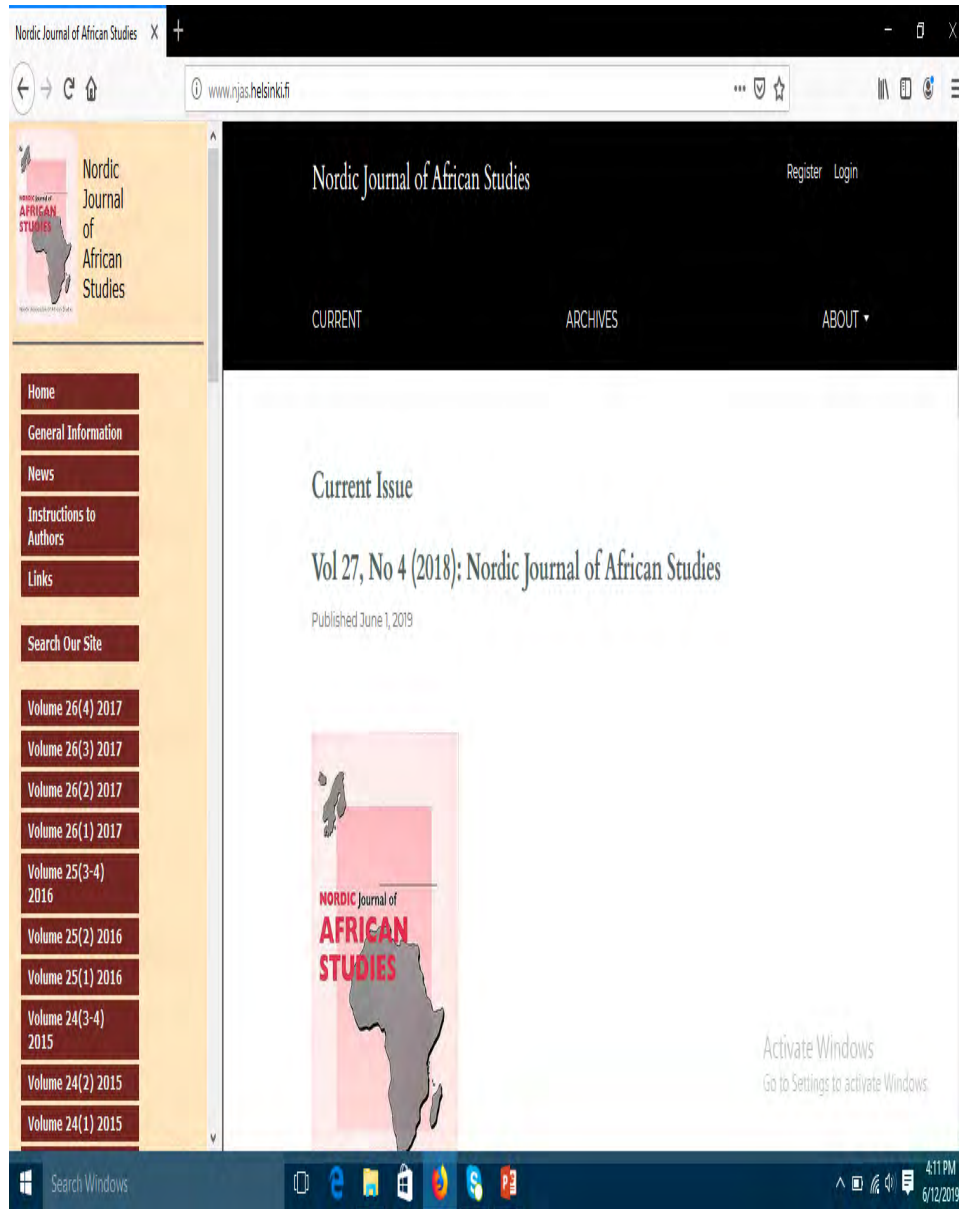 Nordic Journal of African Studies
www.njas.helsinki.fi
NORDIC Journal of
AFRICAN
STUDIES
Nordic
Journal
of
African
Studies
Home
General Information
News
Instructions to
Authors
Links
Search Our Site
Volume 26(4) 2017
Volume 26(3) 2017
Volume 26(2) 2017
Volume 26(1) 2017
Volume 25(3-4)
2016
Volume 25(2) 2016
Volume 25(1) 2016
Volume 24(3-4)
2015
Volume 24(2) 2015
Volume 24(1) 2015
Nordic Journal of African Studies
Register Login
CURRENT ARCHIVES ABOUT
Current Issue
Vol 27, No 4 (2018): Nordic Journal of African Studies
Published June 1, 2019
NORDIC Journal of
AFRICAN
STUDIES
Activate Windows
Go to Settings to activate Windows.
Search Windows
4:11 PM
6/12/2019